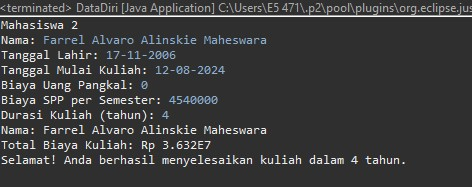 <terminated> DataDiri [Java Application] C:\Users\E5 471\.p2\pool\plugins\org.eclipse.jus
Mahasiswa 2
Nama: Farrel Alvaro Alinskie Maheswara
Tanggal Lahir: 17-11-2006
Tanggal Mulai Kuliah: 12-08-2024
Biaya Uang Pangkal: 0
Biaya SPP per Semester: 4540000
Durasi Kuliah (tahun): 4
Nama: Farrel Alvaro Alinskie Maheswara
Total Biaya Kuliah: Rp 3.632E7
Selamat! Anda berhasil menyelesaikan kuliah dalam 4 tahun.